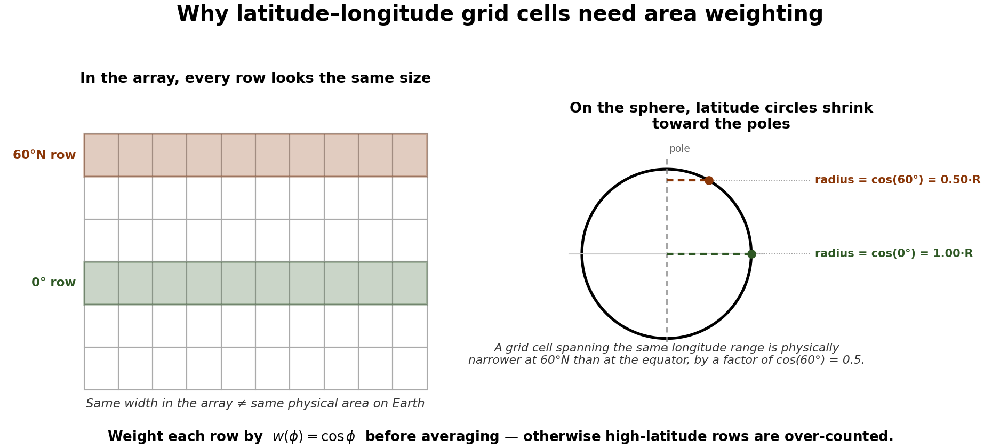 Why latitude–longitude grid cells need area weighting
In the array, every row looks the same size
60°N row
0° row
Same width in the array ≠ same physical area on Earth
On the sphere, latitude circles shrink
toward the poles
pole
radius = cos(60°) = 0.50·R
radius = cos(0°) = 1.00·R
A grid cell spanning the same longitude range is physically
narrower at 60°N than at the equator, by a factor of cos(60°) = 0.5.
Weight each row by w(ϕ) = cos ϕ before averaging — otherwise high-latitude rows are over-counted.